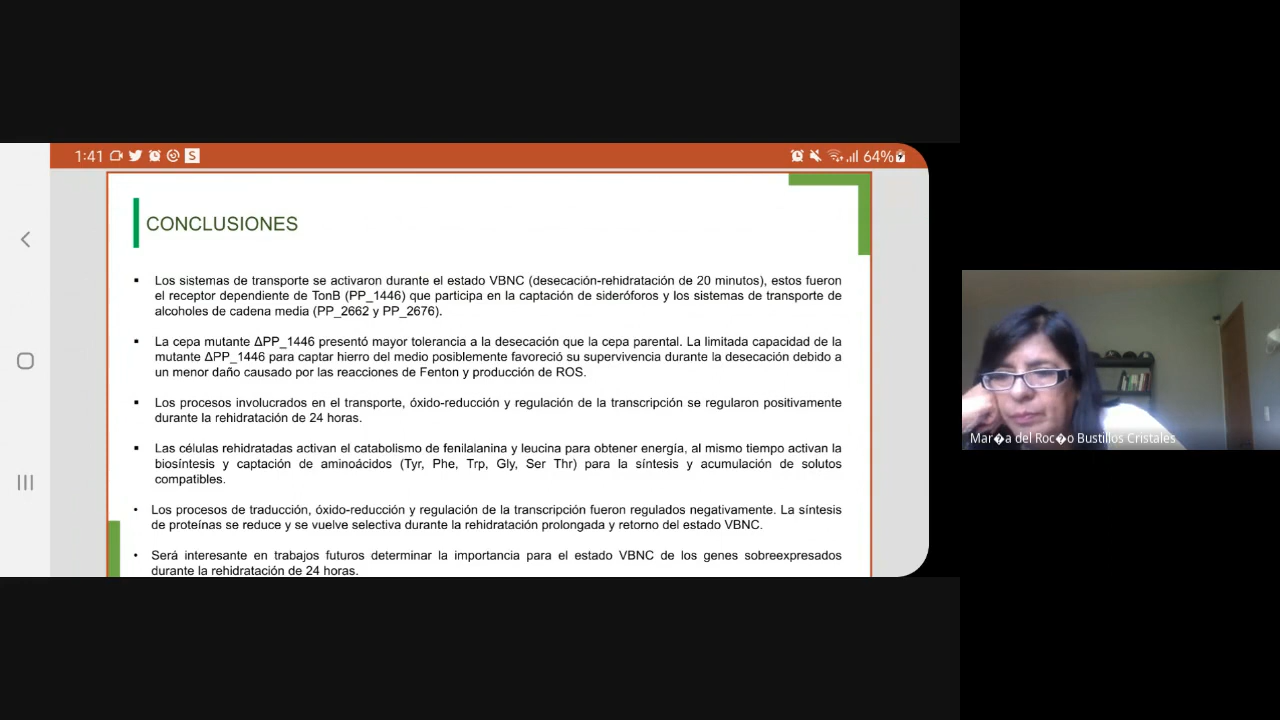 1:41
S
64%
CONCLUSIONES
▪ Los sistemas de transporte se activaron durante el estado VBNC (desecación-rehidratación de 20 minutos), estos fueron
el receptor dependiente de TonB (PP_1446) que participa en la captación de sideróforos y los sistemas de transporte de
alcoholes de cadena media (PP_2662 y PP_2676).
▪ La cepa mutante ΔPP_1446 presentó mayor tolerancia a la desecación que la cepa parental. La limitada capacidad de la
mutante ΔPP_1446 para captar hierro del medio posiblemente favoreció su supervivencia durante la desecación debido a
un menor daño causado por las reacciones de Fenton y producción de ROS.
▪ Los procesos involucrados en el transporte, óxido-reducción y regulación de la transcripción se regularon positivamente
durante la rehidratación de 24 horas.
▪ Las células rehidratadas activan el catabolismo de fenilalanina y leucina para obtener energía, al mismo tiempo activan la
biosíntesis y captación de aminoácidos (Tyr, Phe, Trp, Gly, Ser Thr) para la síntesis y acumulación de solutos
compatibles.
• Los procesos de traducción, óxido-reducción y regulación de la transcripción fueron regulados negativamente. La síntesis
de proteínas se reduce y se vuelve selectiva durante la rehidratación prolongada y retorno del estado VBNC.
• Será interesante en trabajos futuros determinar la importancia para el estado VBNC de los genes sobreexpresados
durante la rehidratación de 24 horas.
Mar�a del Roc�o Bustillos Cristales